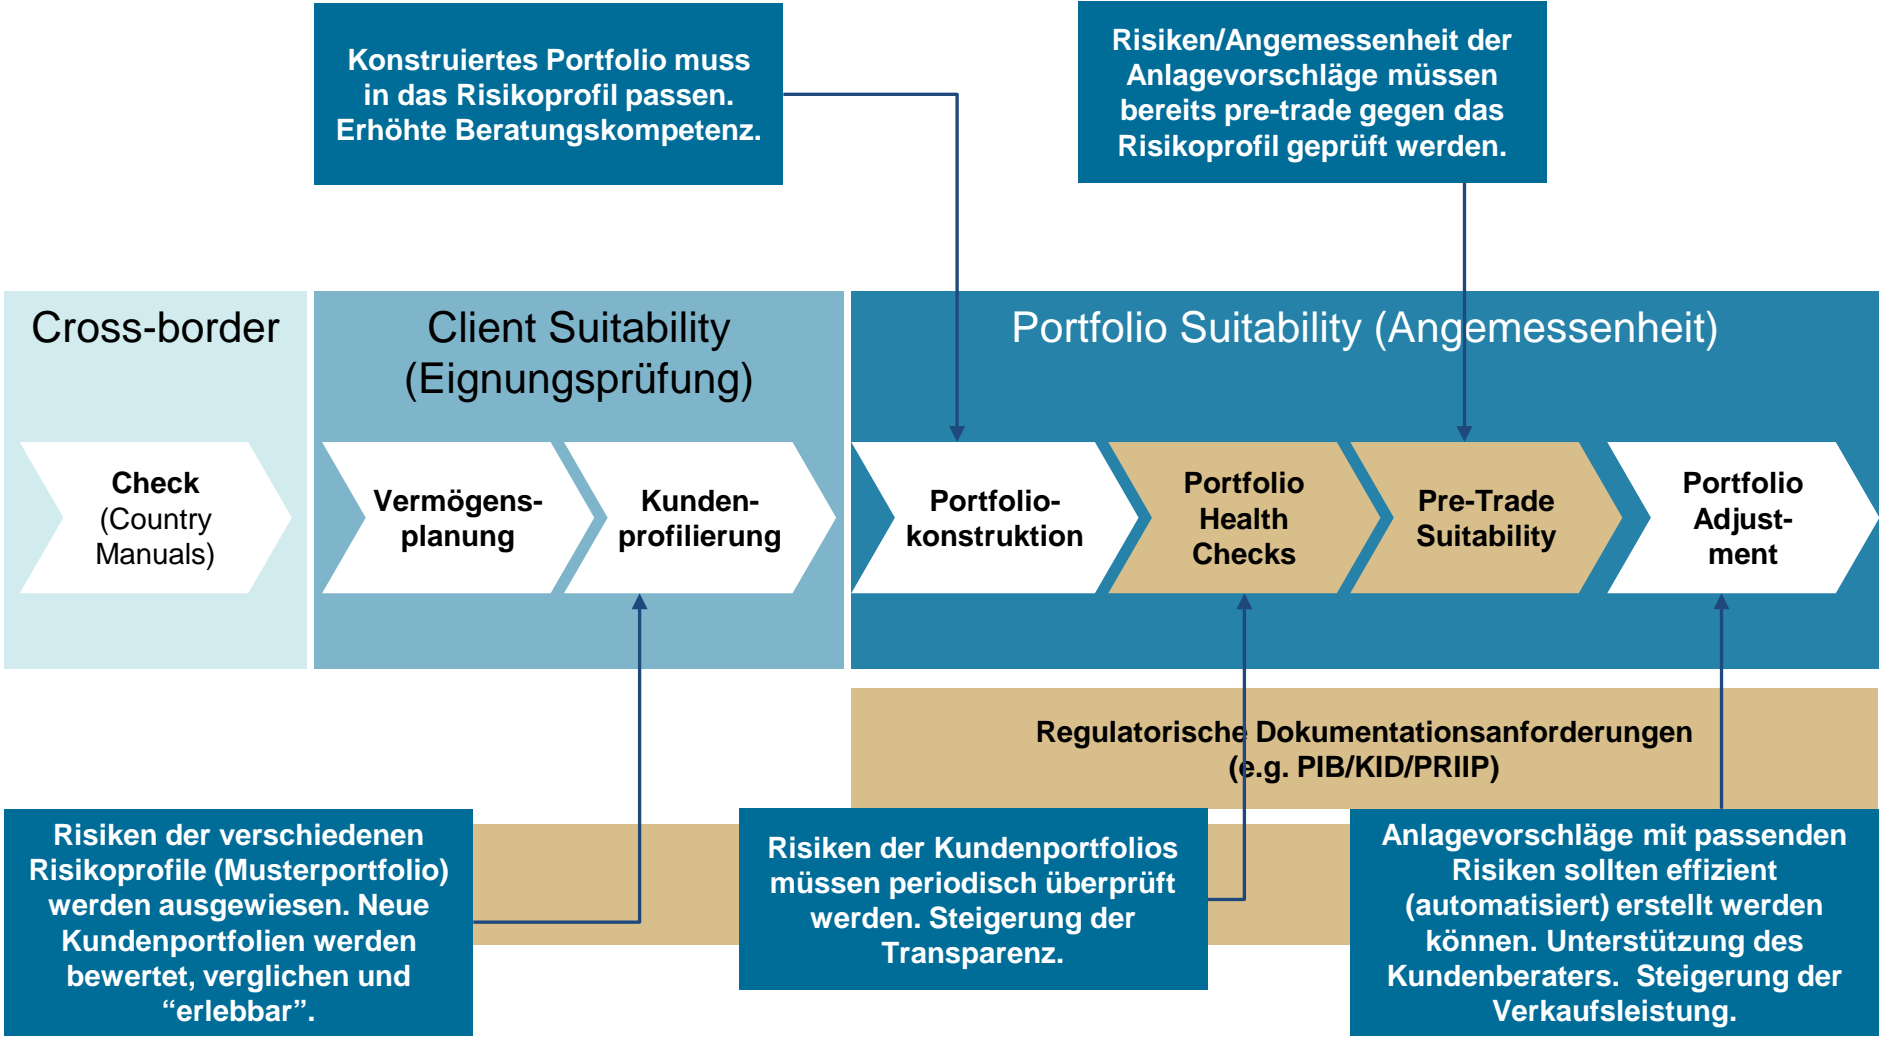 Konstruiertes Portfolio muss
in das Risikoprofil passen.
Erhöhte Beratungskompetenz.
Risiken/Angemessenheit der
Anlagevorschläge müssen
bereits pre-trade gegen das
Risikoprofil geprüft werden.
Cross-border
Client Suitability
(Eignungsprüfung)
Portfolio Suitability (Angemessenheit)
Check
(Country
Manuals)
Vermögens-
planung
Kunden-
profilierung
Portfolio-
konstruktion
Portfolio
Health
Checks
Pre-Trade
Suitability
Portfolio
Adjust-
ment
Regulatorische Dokumentationsanforderungen
(e.g. PIB/KID/PRIIP)
Risiken der verschiedenen
Risikoprofile (Musterportfolio)
werden ausgewiesen. Neue
Kundenportfolien werden
bewertet, verglichen und
“erlebbar”.
Risiken der Kundenportfolios
müssen periodisch überprüft
werden. Steigerung der
Transparenz.
Anlagevorschläge mit passenden
Risiken sollten effizient
(automatisiert) erstellt werden
können. Unterstützung des
Kundenberaters.  Steigerung der
Verkaufsleistung.